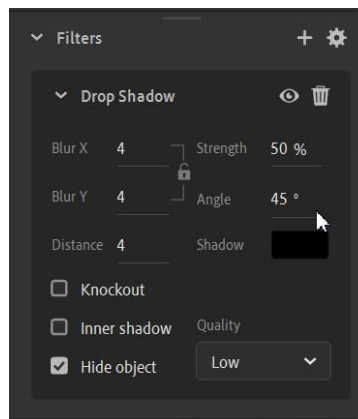 Filters
Drop Shadow
Blur X 4 Strength 50 %
Blur Y 4 Angle 45 °
Distance 4 Shadow
Knockout
Inner shadow Quality
Hide object Low